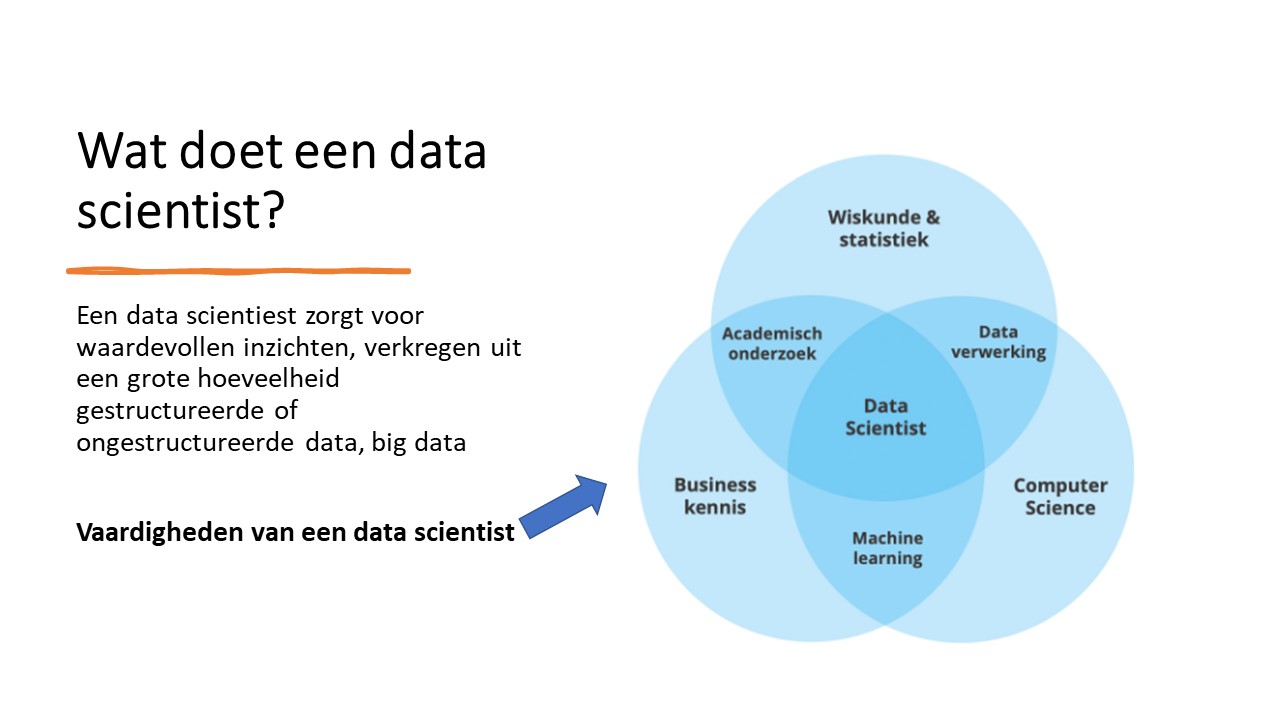 Wat doet een data
scientist?
Een data scientiest zorgt voor
waardevollen inzichten, verkregen uit
een grote hoeveelheid
gestructureerde of
ongestructureerde data, big data
Vaardigheden van een data scientist
Wiskunde &
statistiek
Academisch
onderzoek
Data
verwerking
Data
Scientist
Business
kennis
Computer
Science
Machine
learning